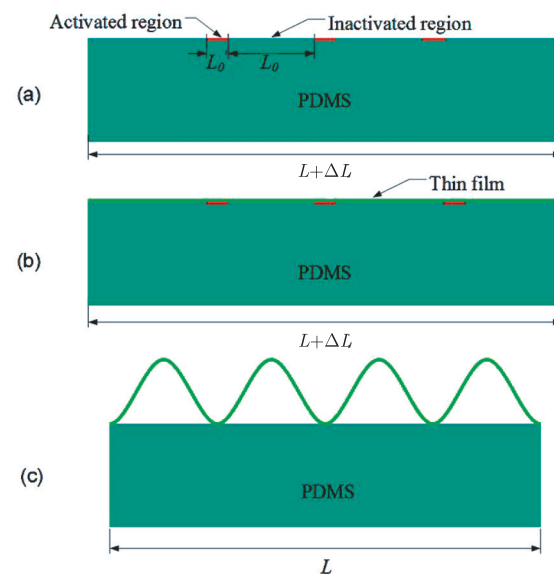 Activated region
Inactivated region
L₀
L₀
(a)
PDMS
L+ΔL
Thin film
(b)
PDMS
L+ΔL
(c)
PDMS
L